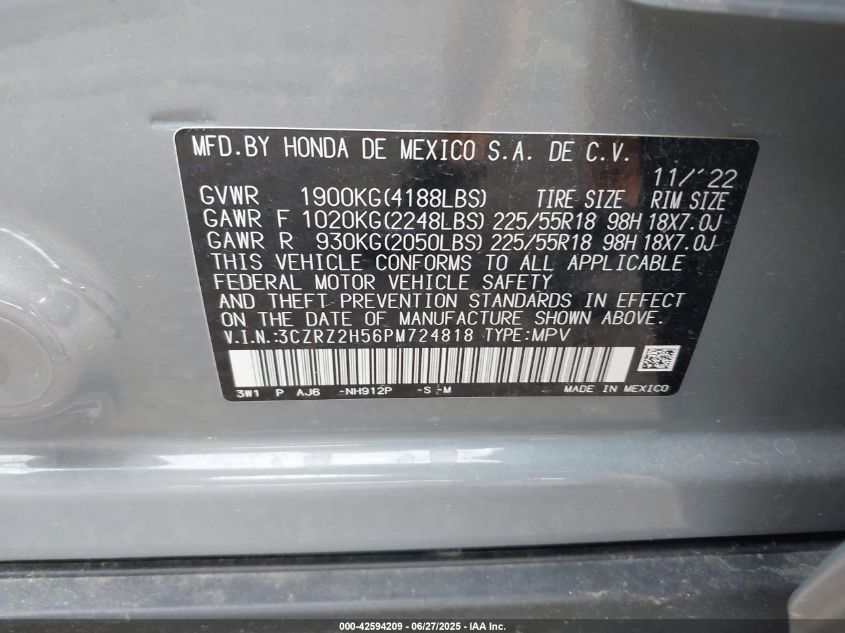 MFD.BY HONDA DE MEXICO S.A. DE C.V.
11/'22
GVWR 1900KG(4188LBS) TIRE SIZE RIM SIZE
GAWR F 1020KG(2248LBS) 225/55R18 98H 18X7.0J
GAWR R 930KG(2050LBS) 225/55R18 98H 18X7.0J
THIS VEHICLE CONFORMS TO ALL APPLICABLE
FEDERAL MOTOR VEHICLE SAFETY
AND THEFT PREVENTION STANDARDS IN EFFECT
ON THE DATE OF MANUFACTURE SHOWN ABOVE.
V.I.N.:3CZRZ2H56PM724818 TYPE:MPV
3W1 P AJ6 -NH912P -S -M MADE IN MEXICO
000-42594209 - 06/27/2025 - IAA Inc.